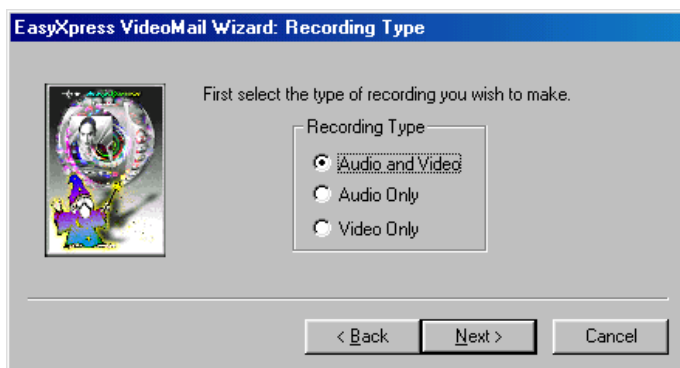 EasyXpress VideoMail Wizard: Recording Type
First select the type of recording you wish to make.
Recording Type
Audio and Video
Audio Only
Video Only
< Back
Next >
Cancel